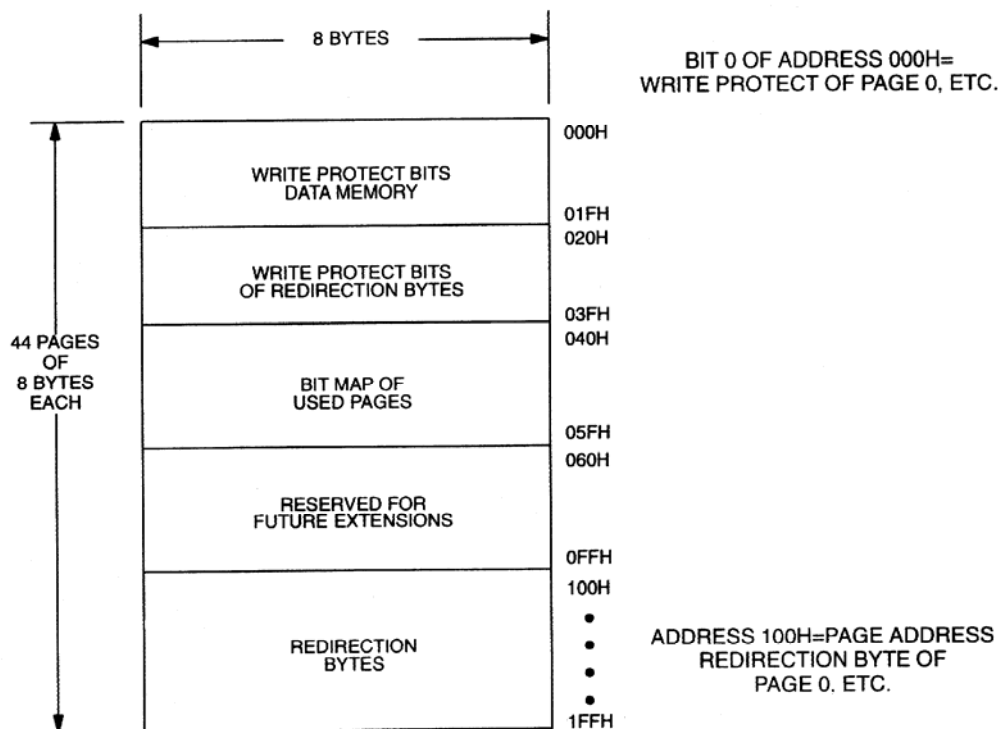 8 BYTES
BIT 0 OF ADDRESS 000H=
WRITE PROTECT OF PAGE 0, ETC.
000H
WRITE PROTECT BITS
DATA MEMORY
01FH
020H
WRITE PROTECT BITS
OF REDIRECTION BYTES
03FH
040H
44 PAGES
OF
8 BYTES
EACH
BIT MAP OF
USED PAGES
05FH
060H
RESERVED FOR
FUTURE EXTENSIONS
0FFH
100H
REDIRECTION
BYTES
ADDRESS 100H=PAGE ADDRESS
REDIRECTION BYTE OF
PAGE 0. ETC.
1FFH